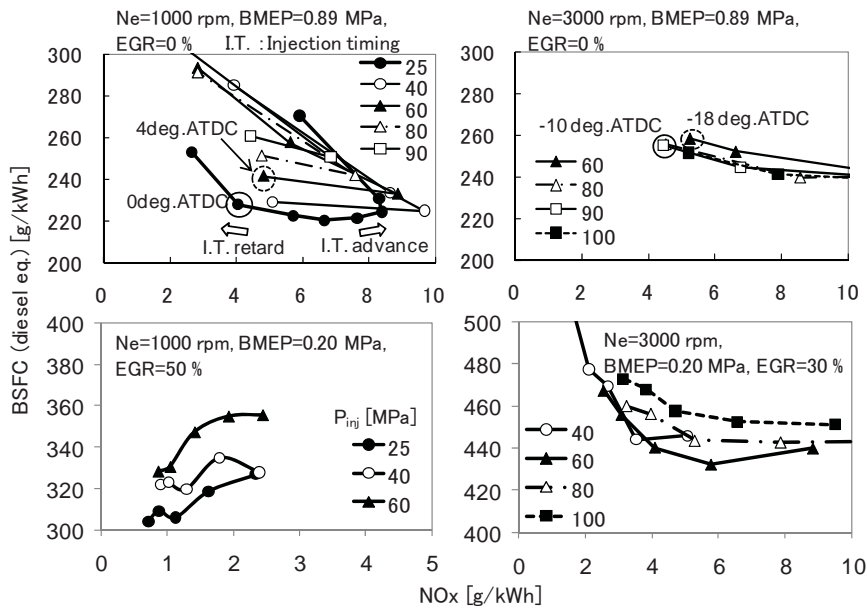 Ne=1000 rpm, BMEP=0.89 MPa,
EGR=0 %
I.T. :Injection timing
300
280
260
240
220
200
0 2 4 6 8 10
25
40
60
80
90
4deg.ATDC
0deg.ATDC
I.T. retard
I.T. advance
Ne=3000 rpm, BMEP=0.89 MPa,
EGR=0 %
300
280
260
240
220
200
0 2 4 6 8 10
-10 deg.ATDC
-18 deg.ATDC
60
80
90
100
BSFC (diesel eq.) [g/kWh]
Ne=1000 rpm, BMEP=0.20 MPa,
EGR=50 %
400
380
360
340
320
300
0 1 2 3 4 5
Pinj [MPa]
25
40
60
Ne=3000 rpm,
BMEP=0.20 MPa, EGR=30 %
500
480
460
440
420
400
0 2 4 6 8 10
40
60
80
100
NOx [g/kWh]